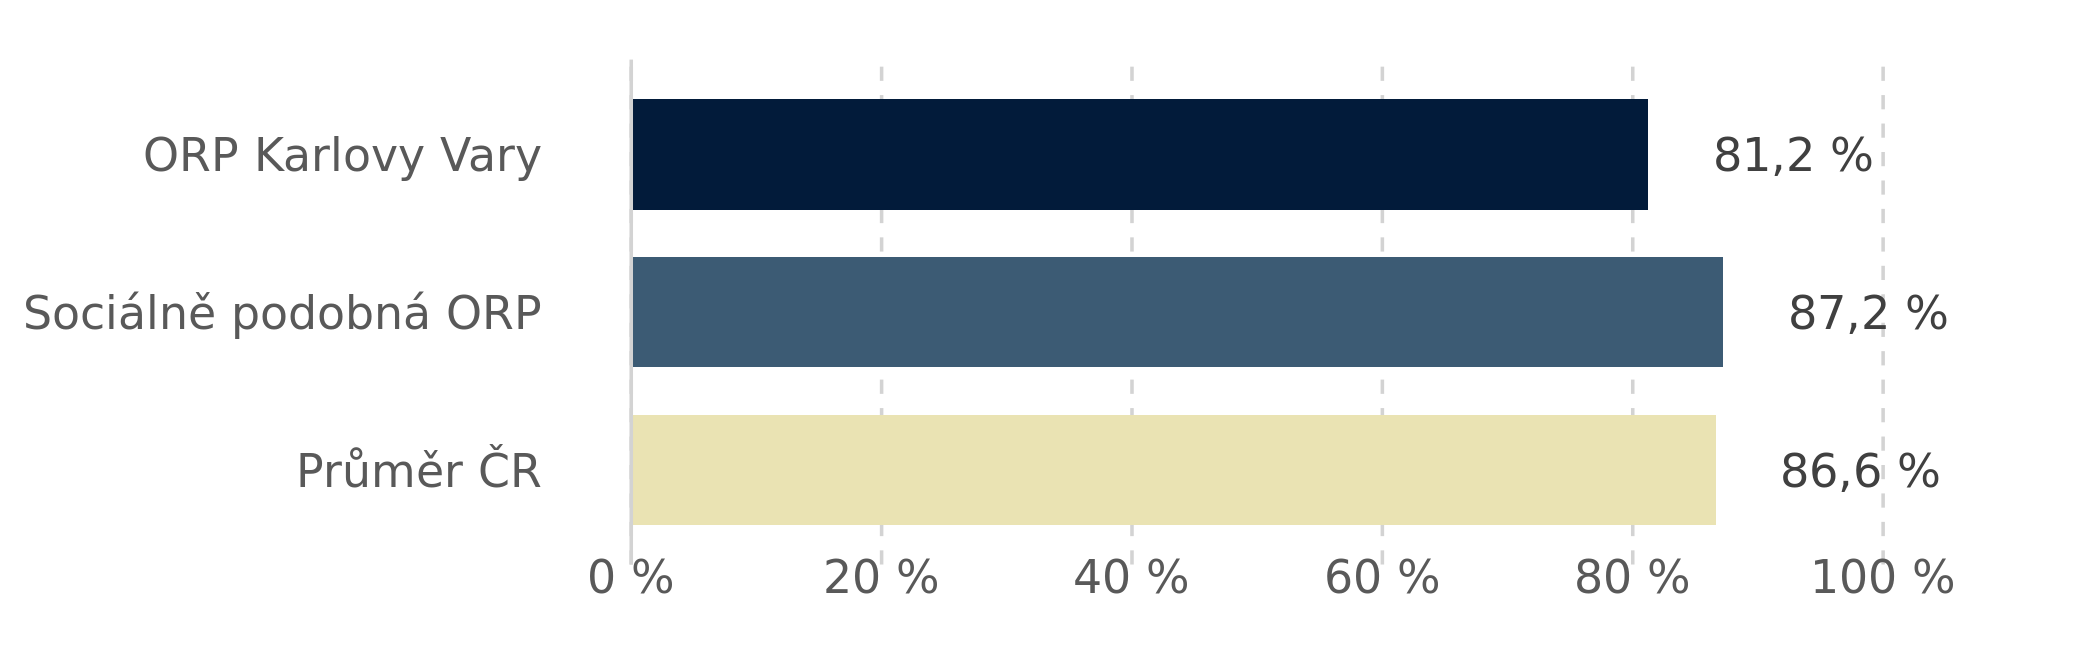 ORP Karlovy Vary 81,2 %
Sociálně podobná ORP 87,2 %
Průměr ČR 86,6 %
0 % 20 % 40 % 60 % 80 % 100 %